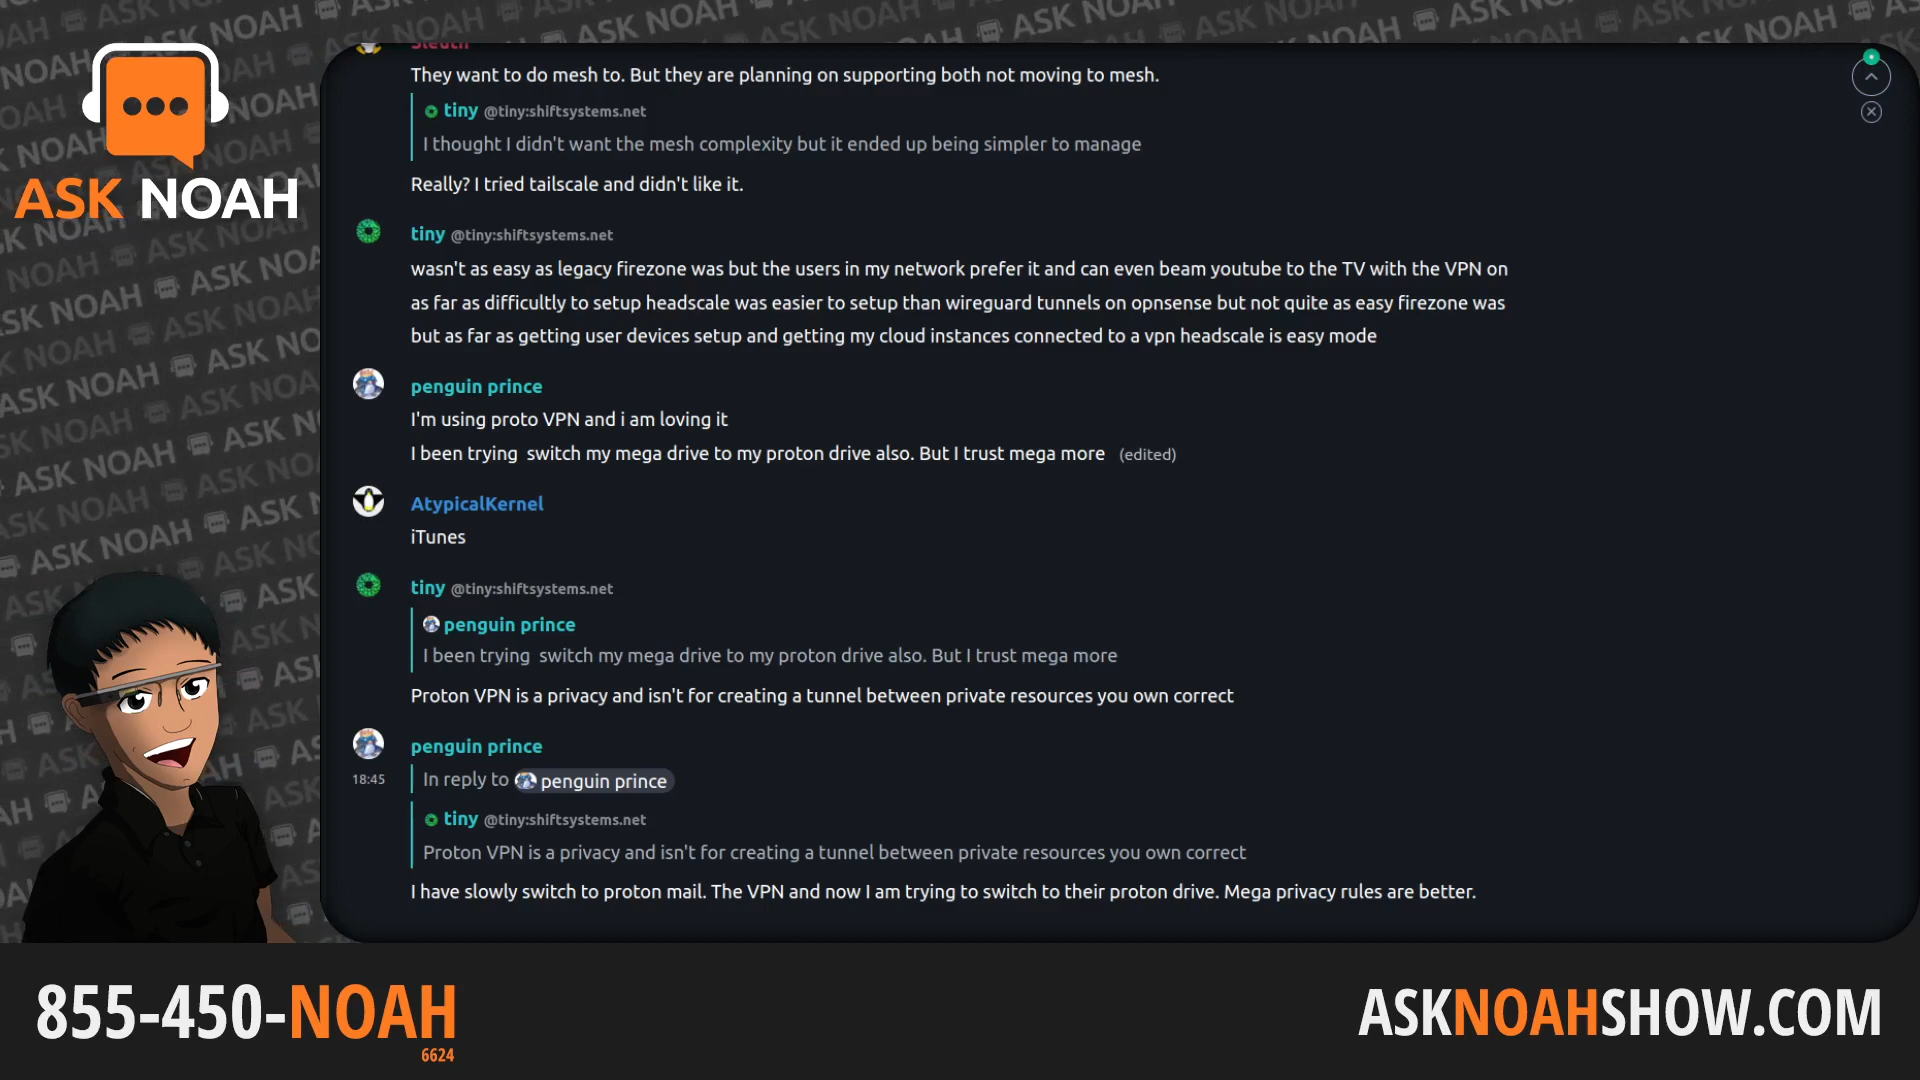 ASK NOAH
Sleuth
They want to do mesh to. But they are planning on supporting both not moving to mesh.
tiny @tiny:shiftsystems.net
I thought I didn't want the mesh complexity but it ended up being simpler to manage
Really? I tried tailscale and didn't like it.
tiny @tiny:shiftsystems.net
wasn't as easy as legacy firezone was but the users in my network prefer it and can even beam youtube to the TV with the VPN on
as far as difficultly to setup headscale was easier to setup than wireguard tunnels on opnsense but not quite as easy firezone was
but as far as getting user devices setup and getting my cloud instances connected to a vpn headscale is easy mode
penguin prince
I'm using proto VPN and i am loving it
I been trying  switch my mega drive to my proton drive also. But I trust mega more (edited)
AtypicalKernel
iTunes
tiny @tiny:shiftsystems.net
penguin prince
I been trying  switch my mega drive to my proton drive also. But I trust mega more
Proton VPN is a privacy and isn't for creating a tunnel between private resources you own correct
penguin prince
18:45 In reply to penguin prince
tiny @tiny:shiftsystems.net
Proton VPN is a privacy and isn't for creating a tunnel between private resources you own correct
I have slowly switch to proton mail. The VPN and now I am trying to switch to their proton drive. Mega privacy rules are better.
855-450-NOAH
6624
ASKNOAHSHOW.COM